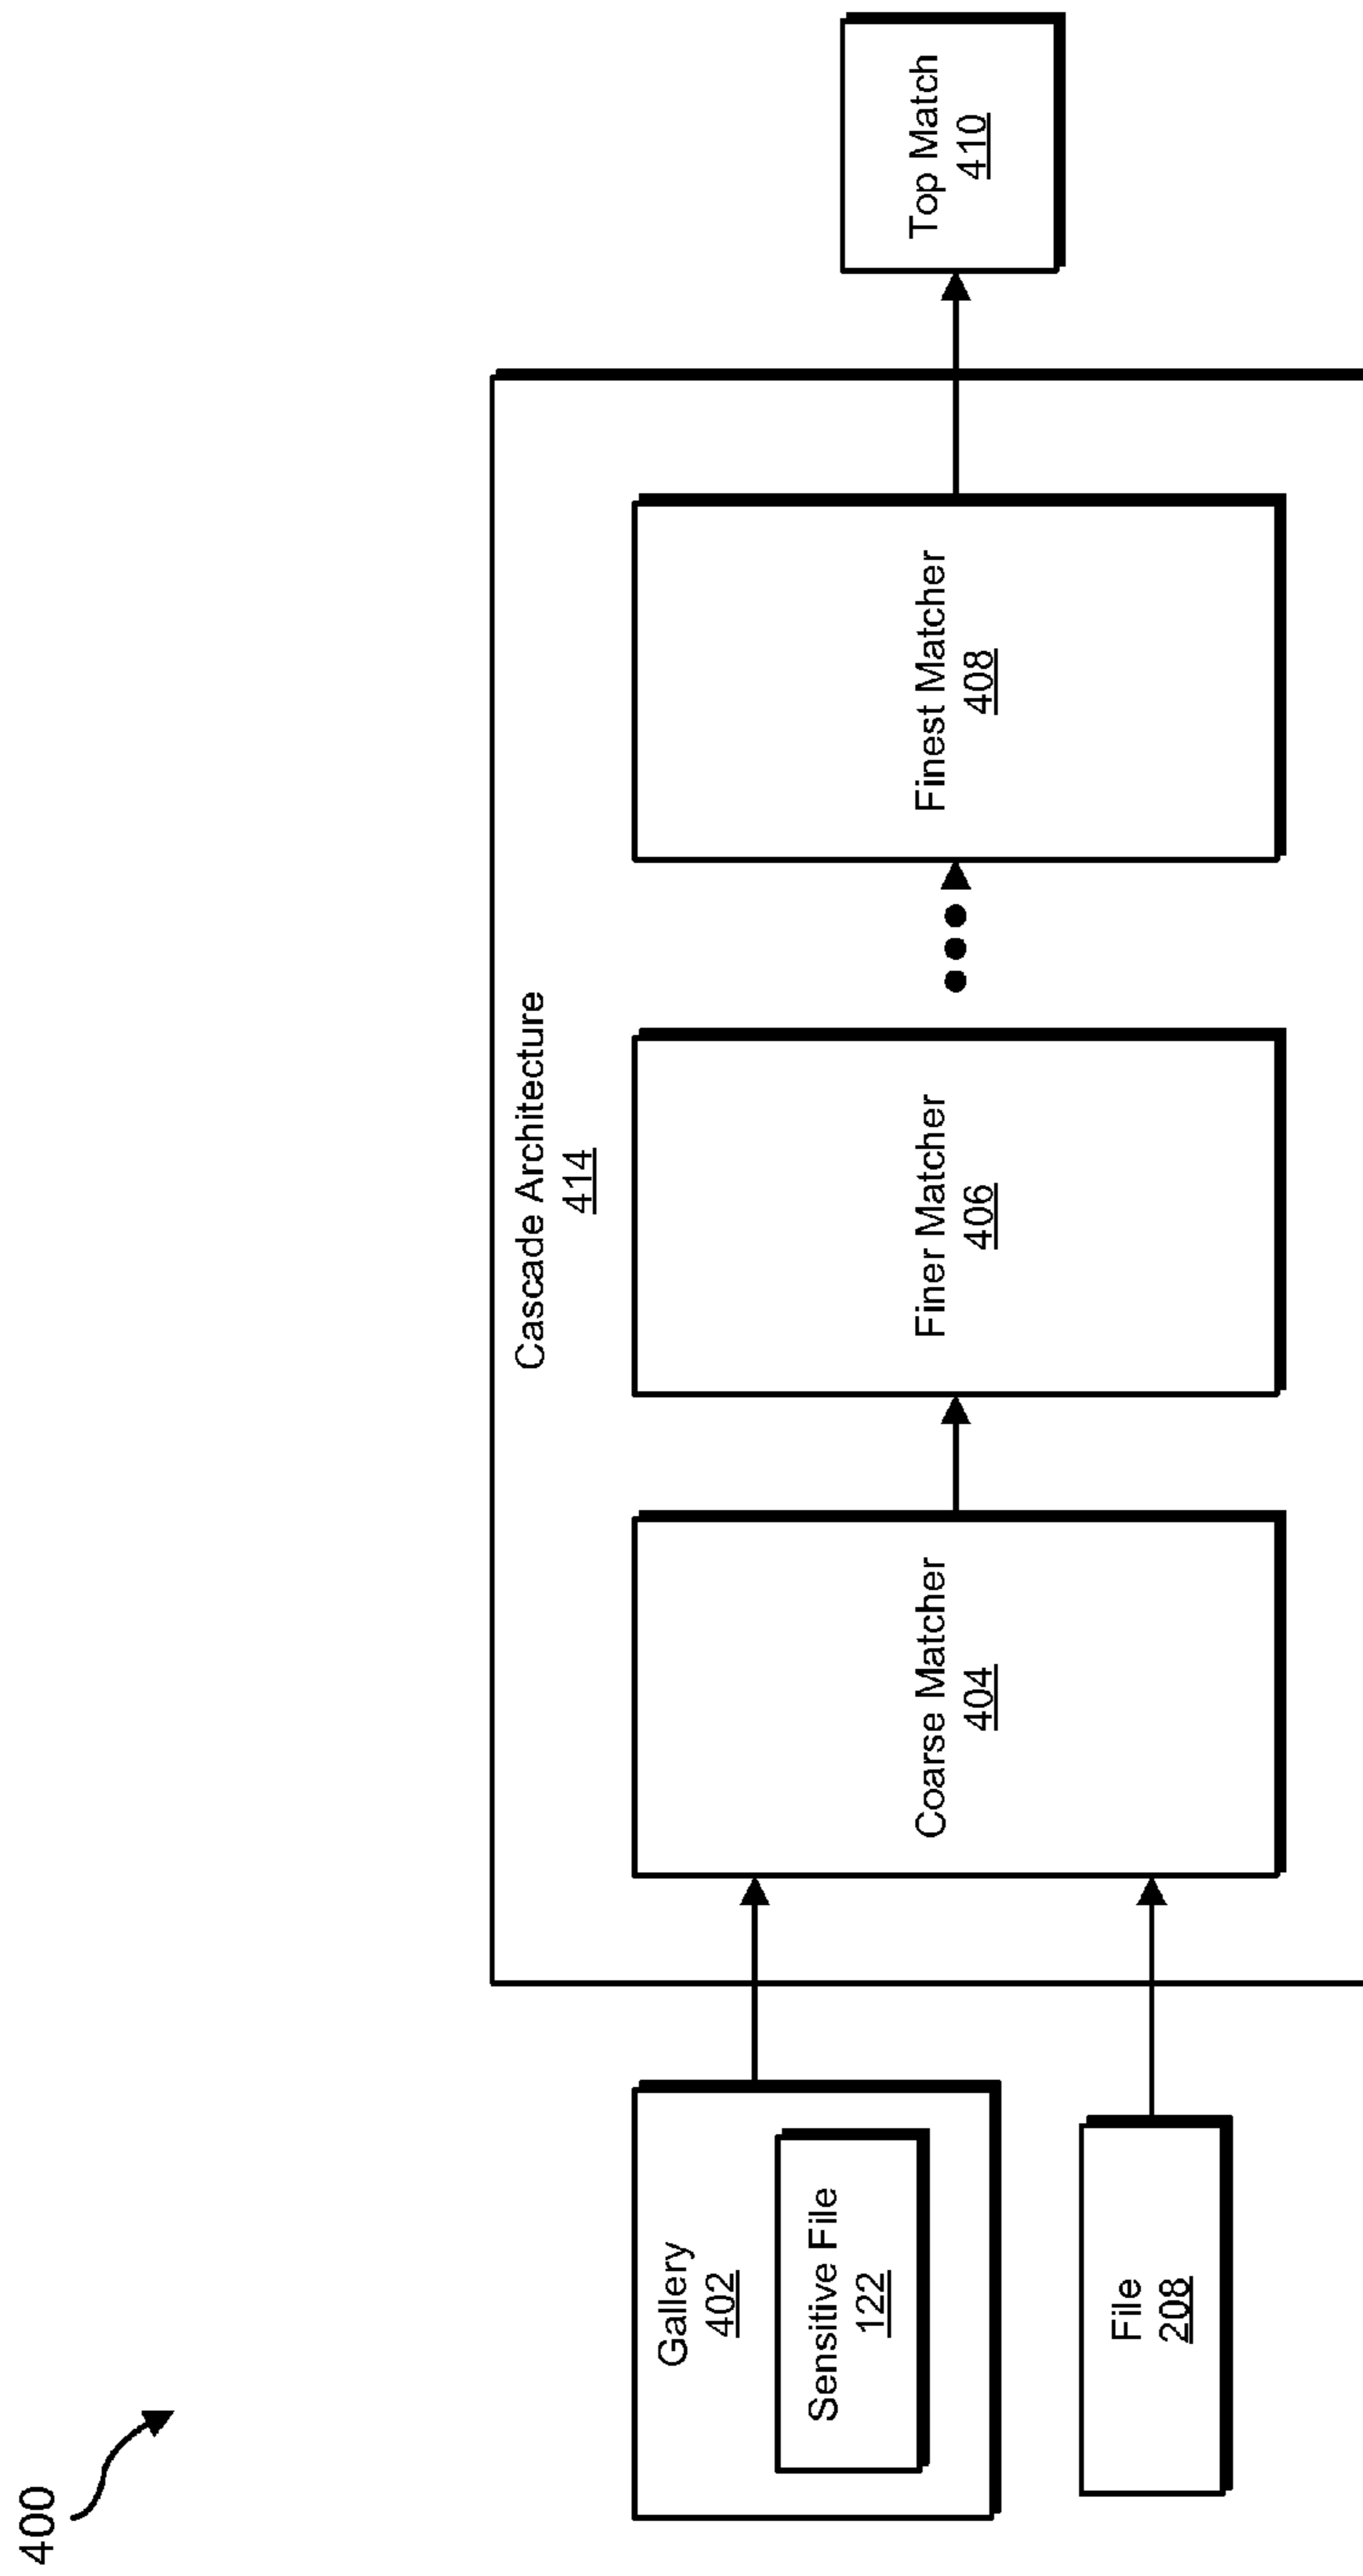 400
Cascade Architecture
414
Gallery
402
Sensitive File
122
File
208
Coarse Matcher
404
Finer Matcher
406
Finest Matcher
408
Top Match
410